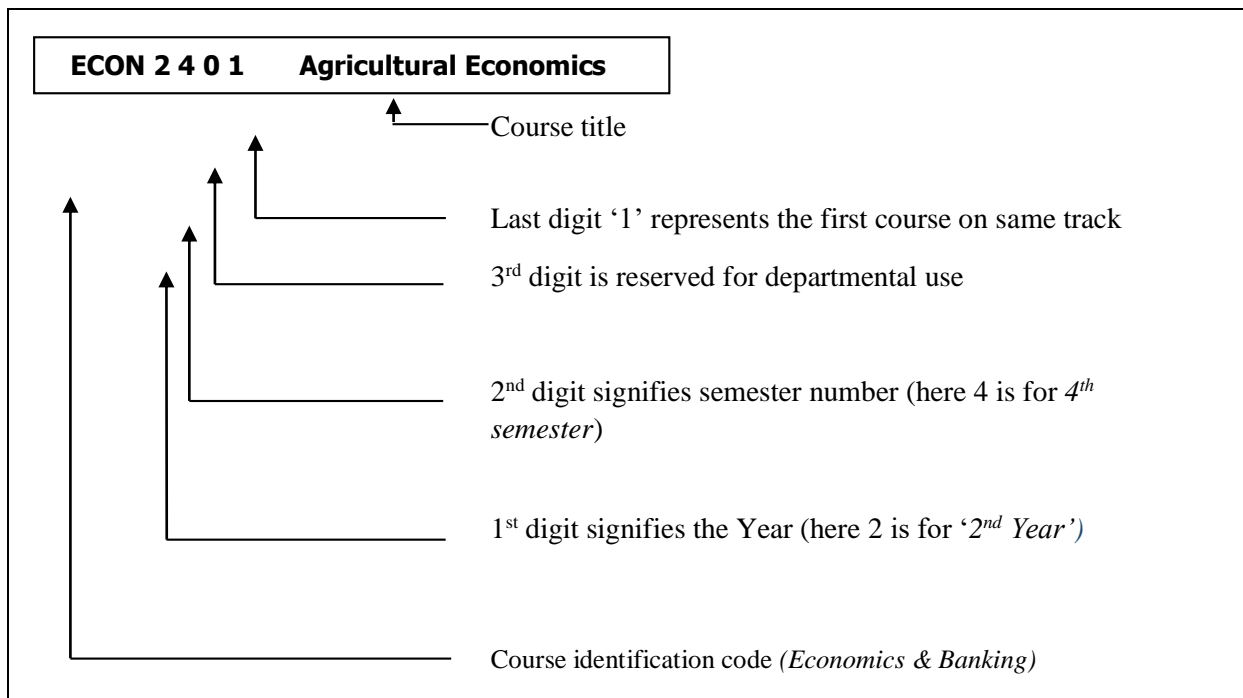 ECON 2 4 0 1 Agricultural Economics
Course title
Last digit ‘1’ represents the first course on same track
3rd digit is reserved for departmental use
2nd digit signifies semester number (here 4 is for 4th
semester)
1st digit signifies the Year (here 2 is for ‘2nd Year’)
Course identification code (Economics & Banking)